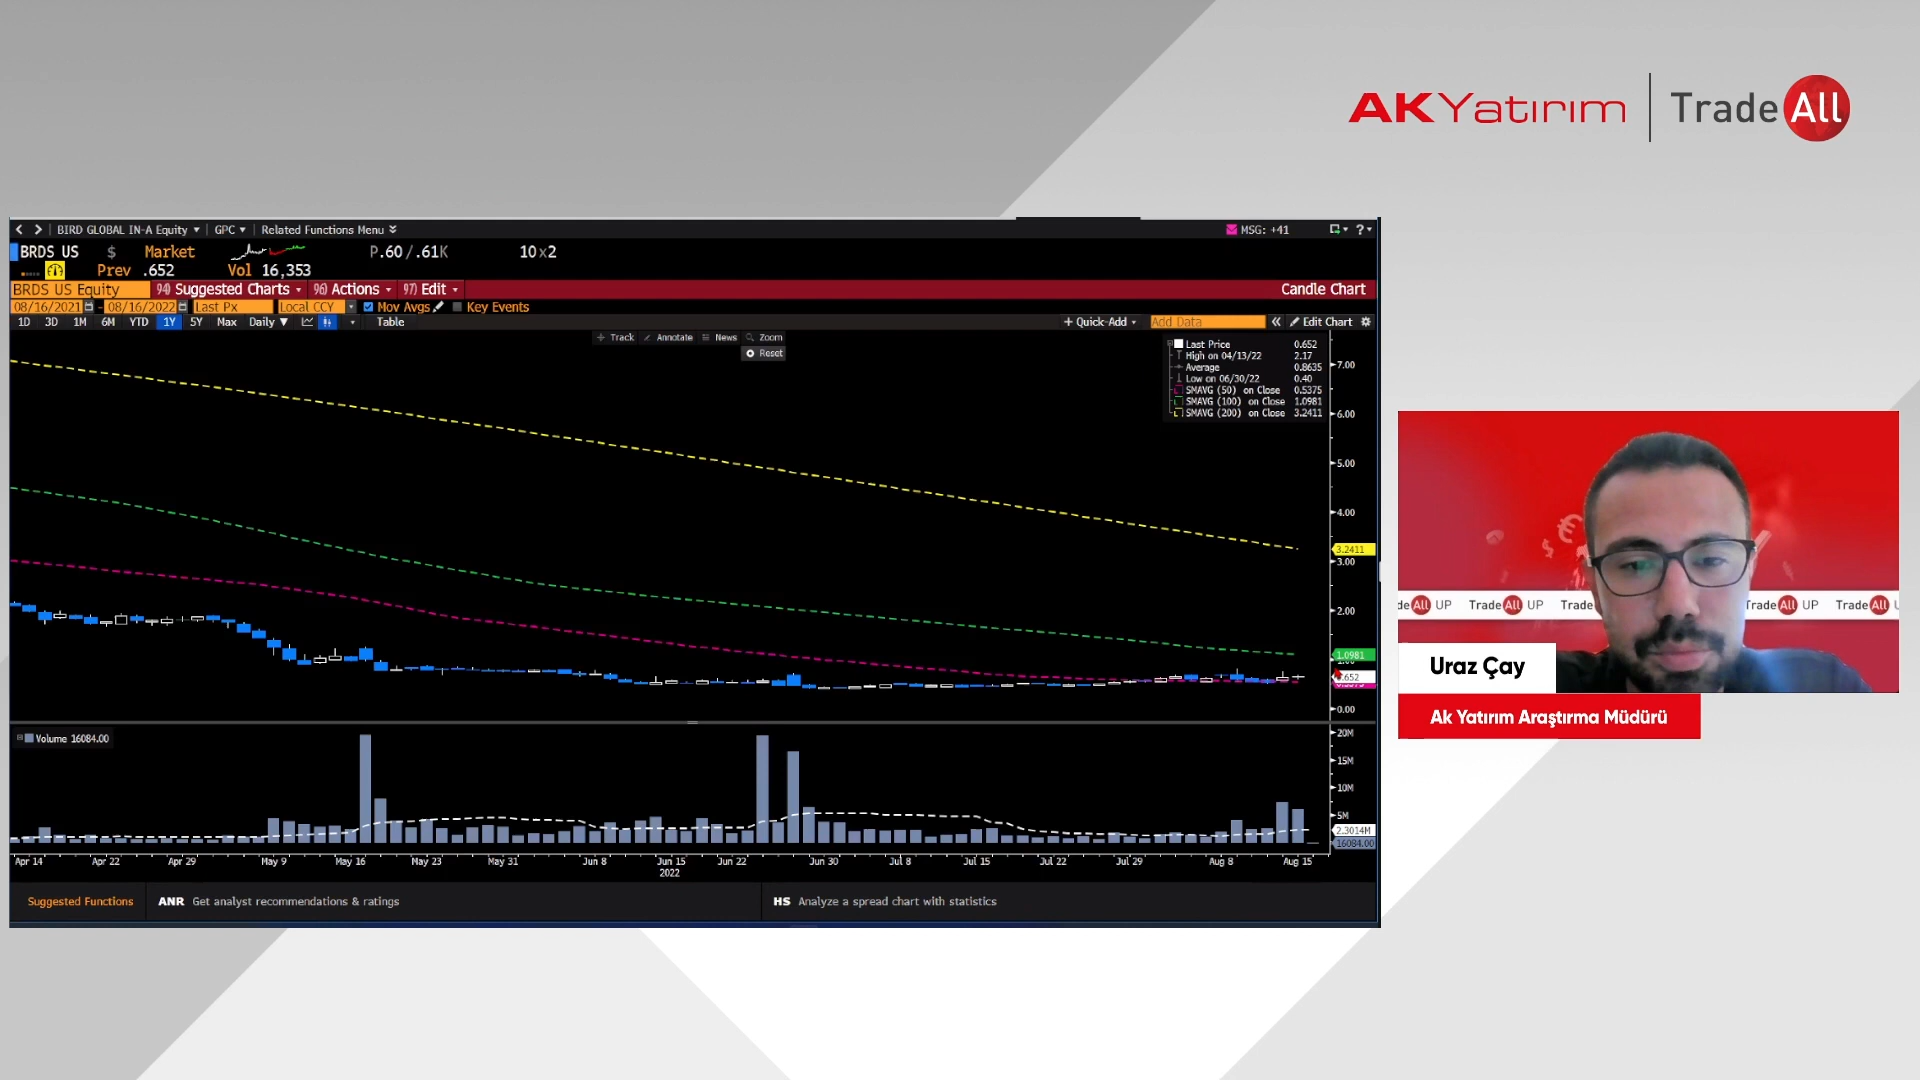 AKYatırım | TradeAll
BIRD GLOBAL IN-A Equity | GPC | Related Functions Menu MSG: +41 ?
BRDS US $ Market P.60/.61K 10x2
Prev .652 Vol 16,353
BRDS US Equity 94) Suggested Charts 96) Actions 97) Edit Candle Chart
08/16/2021 - 08/16/2022 Last Px Local CCY Mov Avgs Key Events
1D 3D 1M 6M YTD 1Y 5Y Max Daily ▼ Table + Quick-Add Add Data « Edit Chart
Track Annotate News Zoom
Reset
Last Price 0.652
High on 04/13/22 2.17
Average 0.8635
Low on 06/30/22 0.40
SMAVG (50) on Close 0.5375
SMAVG (100) on Close 1.0981
SMAVG (200) on Close 3.2411
7.00
6.00
5.00
4.00
3.2411
3.00
2.00
1.0981
.652
0.00
Volume 16084.00
20M
15M
10M
5M
2.3014M
16084.00
Apr 14 Apr 22 Apr 29 May 9 May 16 May 23 May 31 Jun 8 Jun 15 Jun 22 Jun 30 Jul 8 Jul 15 Jul 22 Jul 29 Aug 8 Aug 15
2022
Suggested Functions ANR Get analyst recommendations & ratings HS Analyze a spread chart with statistics
All UP TradeAll UP Trade TradeAll UP TradeAll
Uraz Çay
Ak Yatırım Araştırma Müdürü